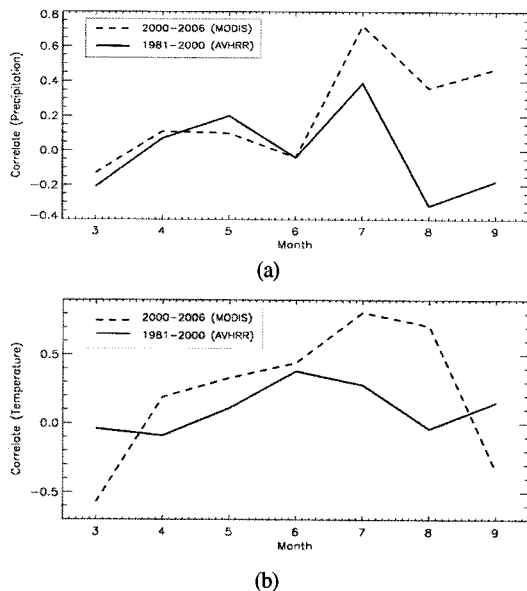 0.8
0.6
0.4
0.2
-0.0
-0.2
-0.4
Correlate (Precipitation)
2000-2006 (MODIS)
1981-2000 (AVHRR)
3 4 5 6 7 8 9
Month
(a)
0.5
0.0
-0.5
Correlate (Temperature)
2000-2006 (MODIS)
1981-2000 (AVHRR)
3 4 5 6 7 8 9
Month
(b)